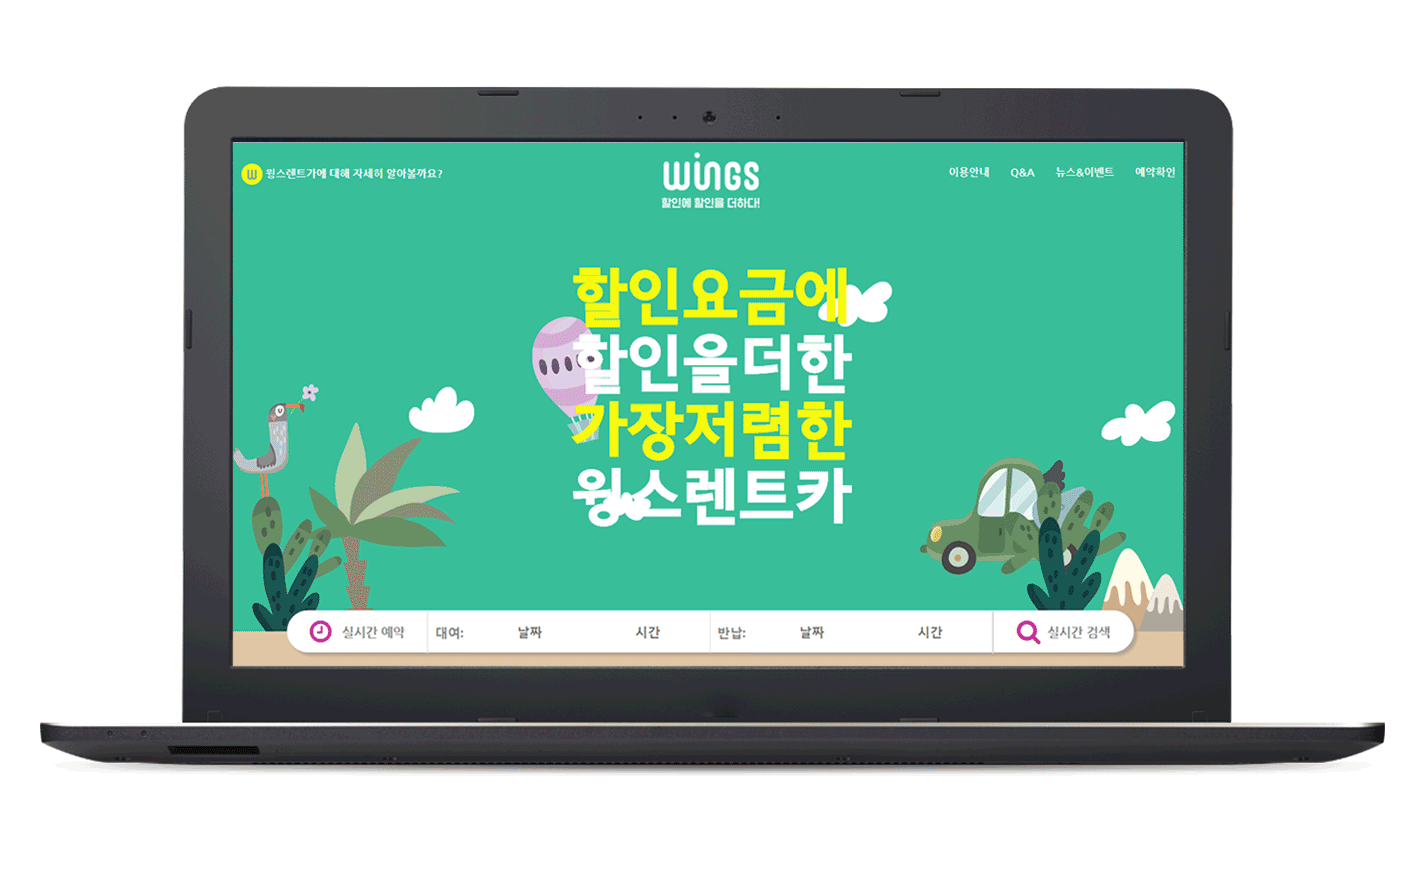 W 윙스렌트가에 대해 자세히 알아볼까요?
WINGS
할인에 할인을 더하다!
이용안내 Q&A 뉴스&이벤트 예약확인
할인요금에
할인을더한
가장저렴한
윙스렌트카
실시간 예약 대여: 날짜 시간 반납: 날짜 시간 실시간 검색